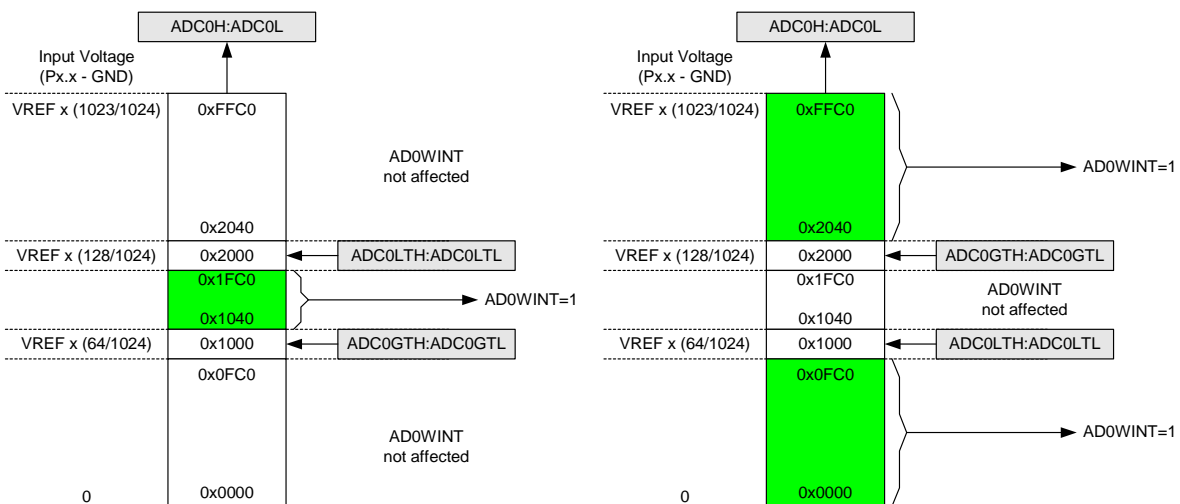 ADC0H:ADC0L
Input Voltage
(Px.x - GND)
VREF x (1023/1024)
0xFFC0
AD0WINT
not affected
0x2040
VREF x (128/1024)
0x2000
ADC0LTH:ADC0LTL
0x1FC0
AD0WINT=1
0x1040
VREF x (64/1024)
0x1000
ADC0GTH:ADC0GTL
0x0FC0
AD0WINT
not affected
0
0x0000
ADC0H:ADC0L
Input Voltage
(Px.x - GND)
VREF x (1023/1024)
0xFFC0
AD0WINT=1
0x2040
VREF x (128/1024)
0x2000
ADC0GTH:ADC0GTL
0x1FC0
AD0WINT
not affected
0x1040
VREF x (64/1024)
0x1000
ADC0LTH:ADC0LTL
0x0FC0
AD0WINT=1
0
0x0000